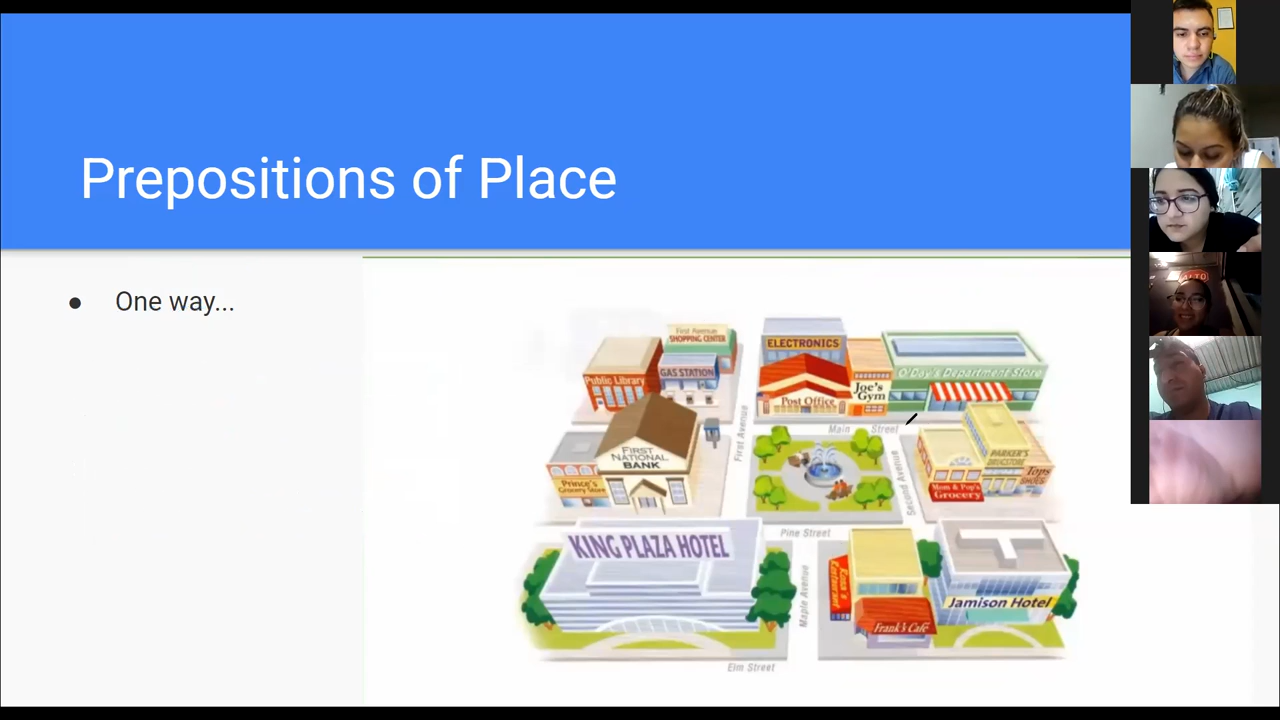 Prepositions of Place
● One way...
First Avenue
SHOPPING CENTER
ELECTRONICS
GAS STATION
O'Day's Department Store
Public Library
Post Office
Joe's
Gym
Main Street
First Avenue
FIRST
NATIONAL
BANK
PARKER'S
DRUGSTORE
Tops
SHOES
Prince's
Grocery Store
Second Avenue
Mom & Pop's
Grocery
Pine Street
KING PLAZA HOTEL
Maple Avenue
Rosa's
Restaurant
Jamison Hotel
Frank's Café
Elm Street